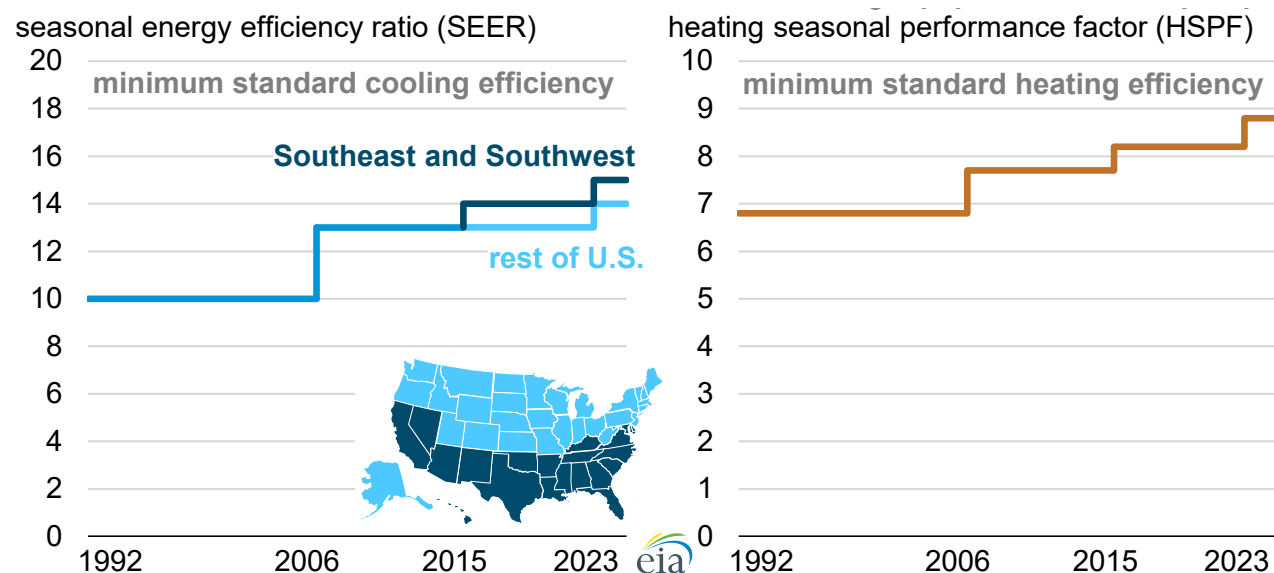 seasonal energy efficiency ratio (SEER)
20
18
16
14
12
10
8
6
4
2
0
minimum standard cooling efficiency
Southeast and Southwest
rest of U.S.
1992 2006 2015 2023
eia
heating seasonal performance factor (HSPF)
10
9
8
7
6
5
4
3
2
1
0
minimum standard heating efficiency
1992 2006 2015 2023